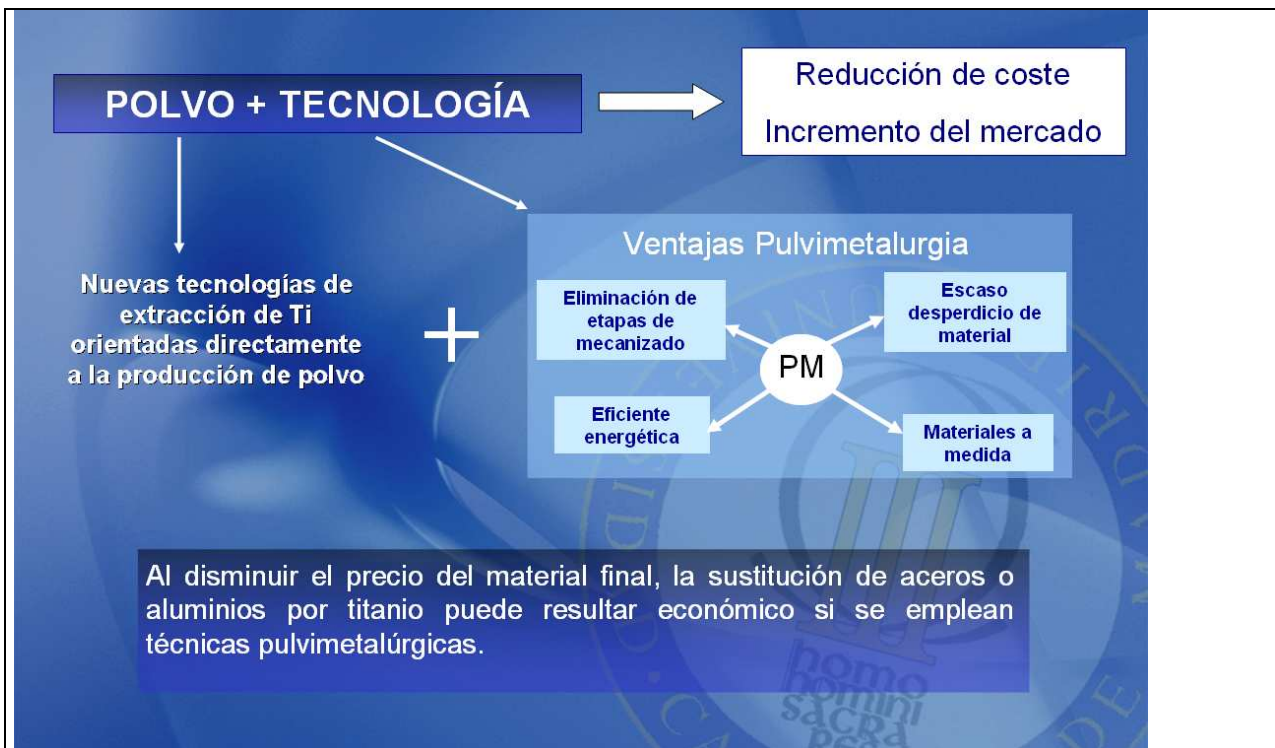 POLVO + TECNOLOGÍA
Reducción de coste
Incremento del mercado
Nuevas tecnologías de
extracción de Ti
orientadas directamente
a la producción de polvo
+
Ventajas Pulvimetalurgia
Eliminación de
etapas de
mecanizado
Escaso
desperdicio de
material
PM
Eficiente
energética
Materiales a
medida
Al disminuir el precio del material final, la sustitución de aceros o
aluminios por titanio puede resultar económico si se emplean
técnicas pulvimetalúrgicas.
homo
homini
sacra